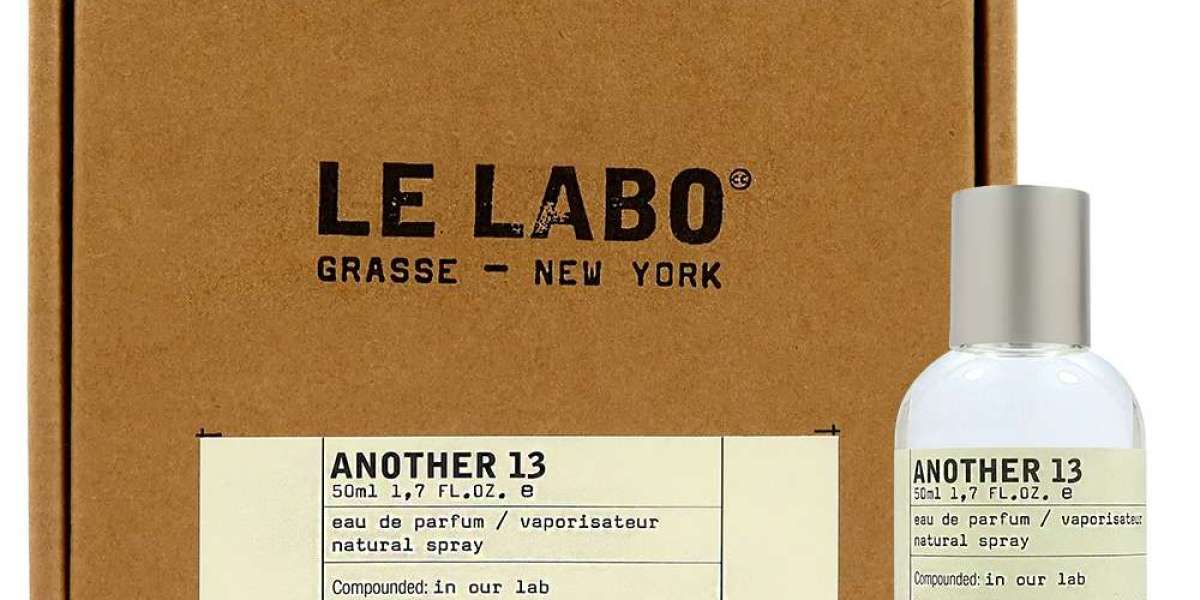 LE LABO
GRASSE - NEW YORK
ANOTHER 13
50ml 1,7 FL.OZ. e
eau de parfum / vaporisateur
natural spray
Compounded: in our lab
ANOTHER 13
50ml 1,7 FL.OZ. e
eau de parfum / vaporisateur
natural spray
Compounded: in our lab